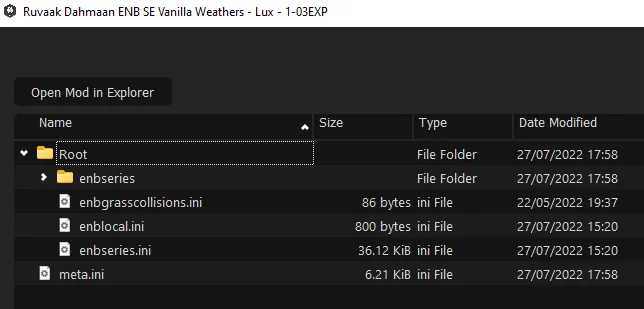 Ruvaak Dahmaan ENB SE Vanilla Weathers - Lux - 1-03EXP
Open Mod in Explorer
Name Size Type Date Modified
Root File Folder 27/07/2022 17:58
enbseries File Folder 27/07/2022 17:58
enbgrasscollisions.ini 86 bytes ini File 22/05/2022 19:37
enblocal.ini 800 bytes ini File 27/07/2022 15:20
enbseries.ini 36.12 KiB ini File 27/07/2022 15:20
meta.ini 6.21 KiB ini File 27/07/2022 17:58